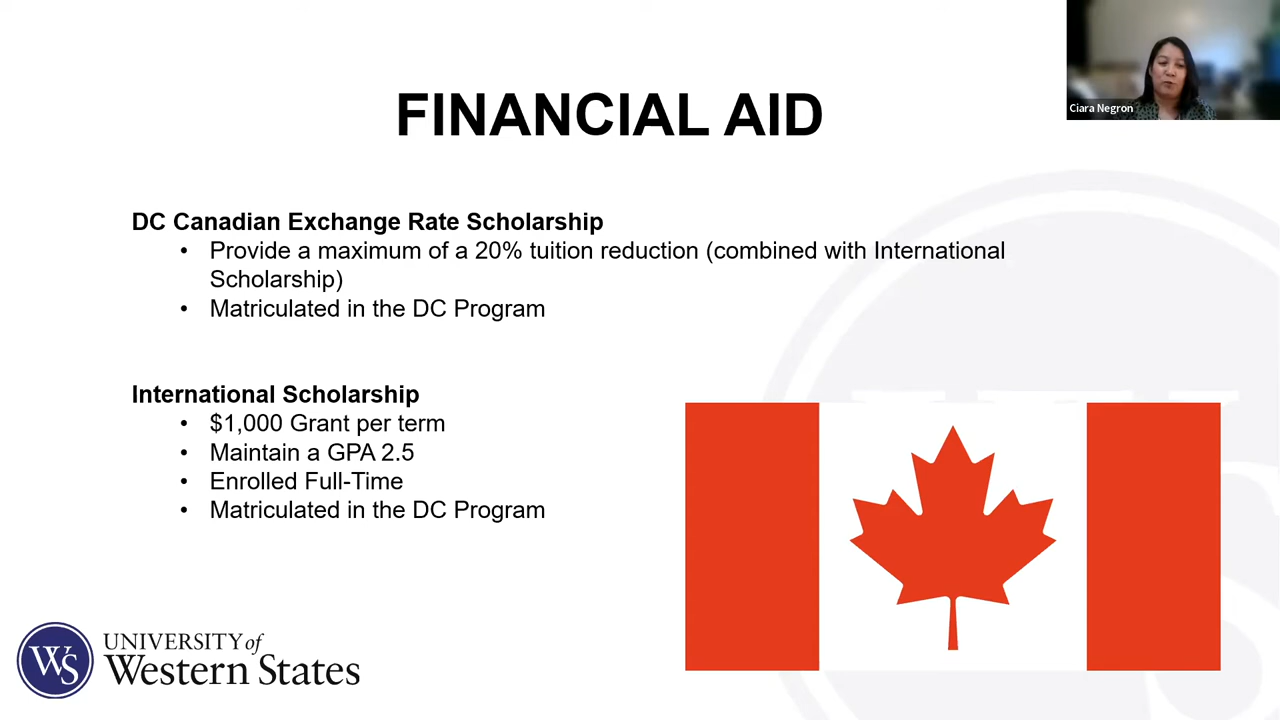 FINANCIAL AID
Ciara Negron
DC Canadian Exchange Rate Scholarship
• Provide a maximum of a 20% tuition reduction (combined with International
Scholarship)
• Matriculated in the DC Program
International Scholarship
• $1,000 Grant per term
• Maintain a GPA 2.5
• Enrolled Full-Time
• Matriculated in the DC Program
WS
UNIVERSITY of
Western States